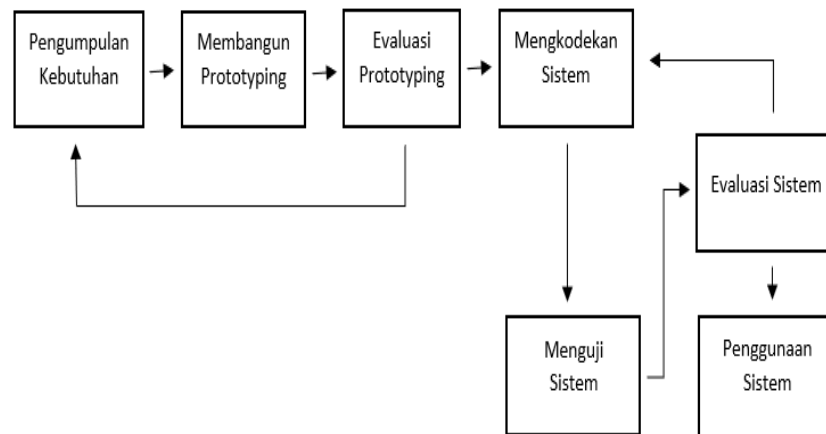 Pengumpulan
Kebutuhan
Membangun
Prototyping
Evaluasi
Prototyping
Mengkodekan
Sistem
Evaluasi Sistem
Menguji
Sistem
Penggunaan
Sistem